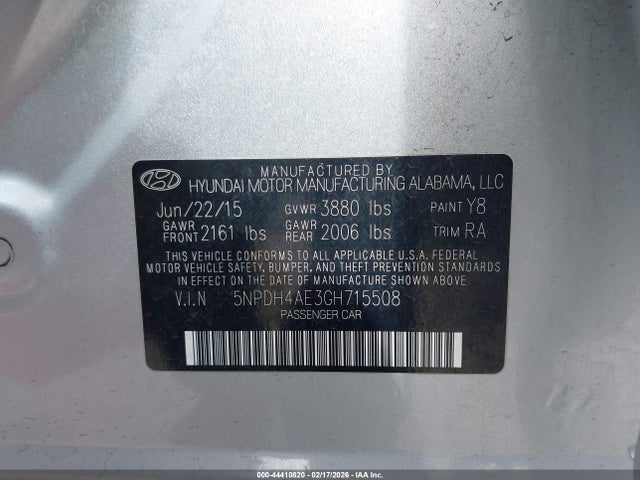 MANUFACTURED BY
HYUNDAI MOTOR MANUFACTURING ALABAMA, LLC
Jun/22/15 GVWR 3880 lbs PAINT Y8
GAWR FRONT 2161 lbs GAWR REAR 2006 lbs TRIM RA
THIS VEHICLE CONFORMS TO ALL APPLICABLE U.S.A. FEDERAL
MOTOR VEHICLE SAFETY, BUMPER, AND THEFT PREVENTION STANDARDS
IN EFFECT ON THE DATE OF MANUFACTURE SHOWN ABOVE.
V.I.N 5NPDH4AE3GH715508
PASSENGER CAR
©-44410820 - 02/17/2026 - IAA Inc.